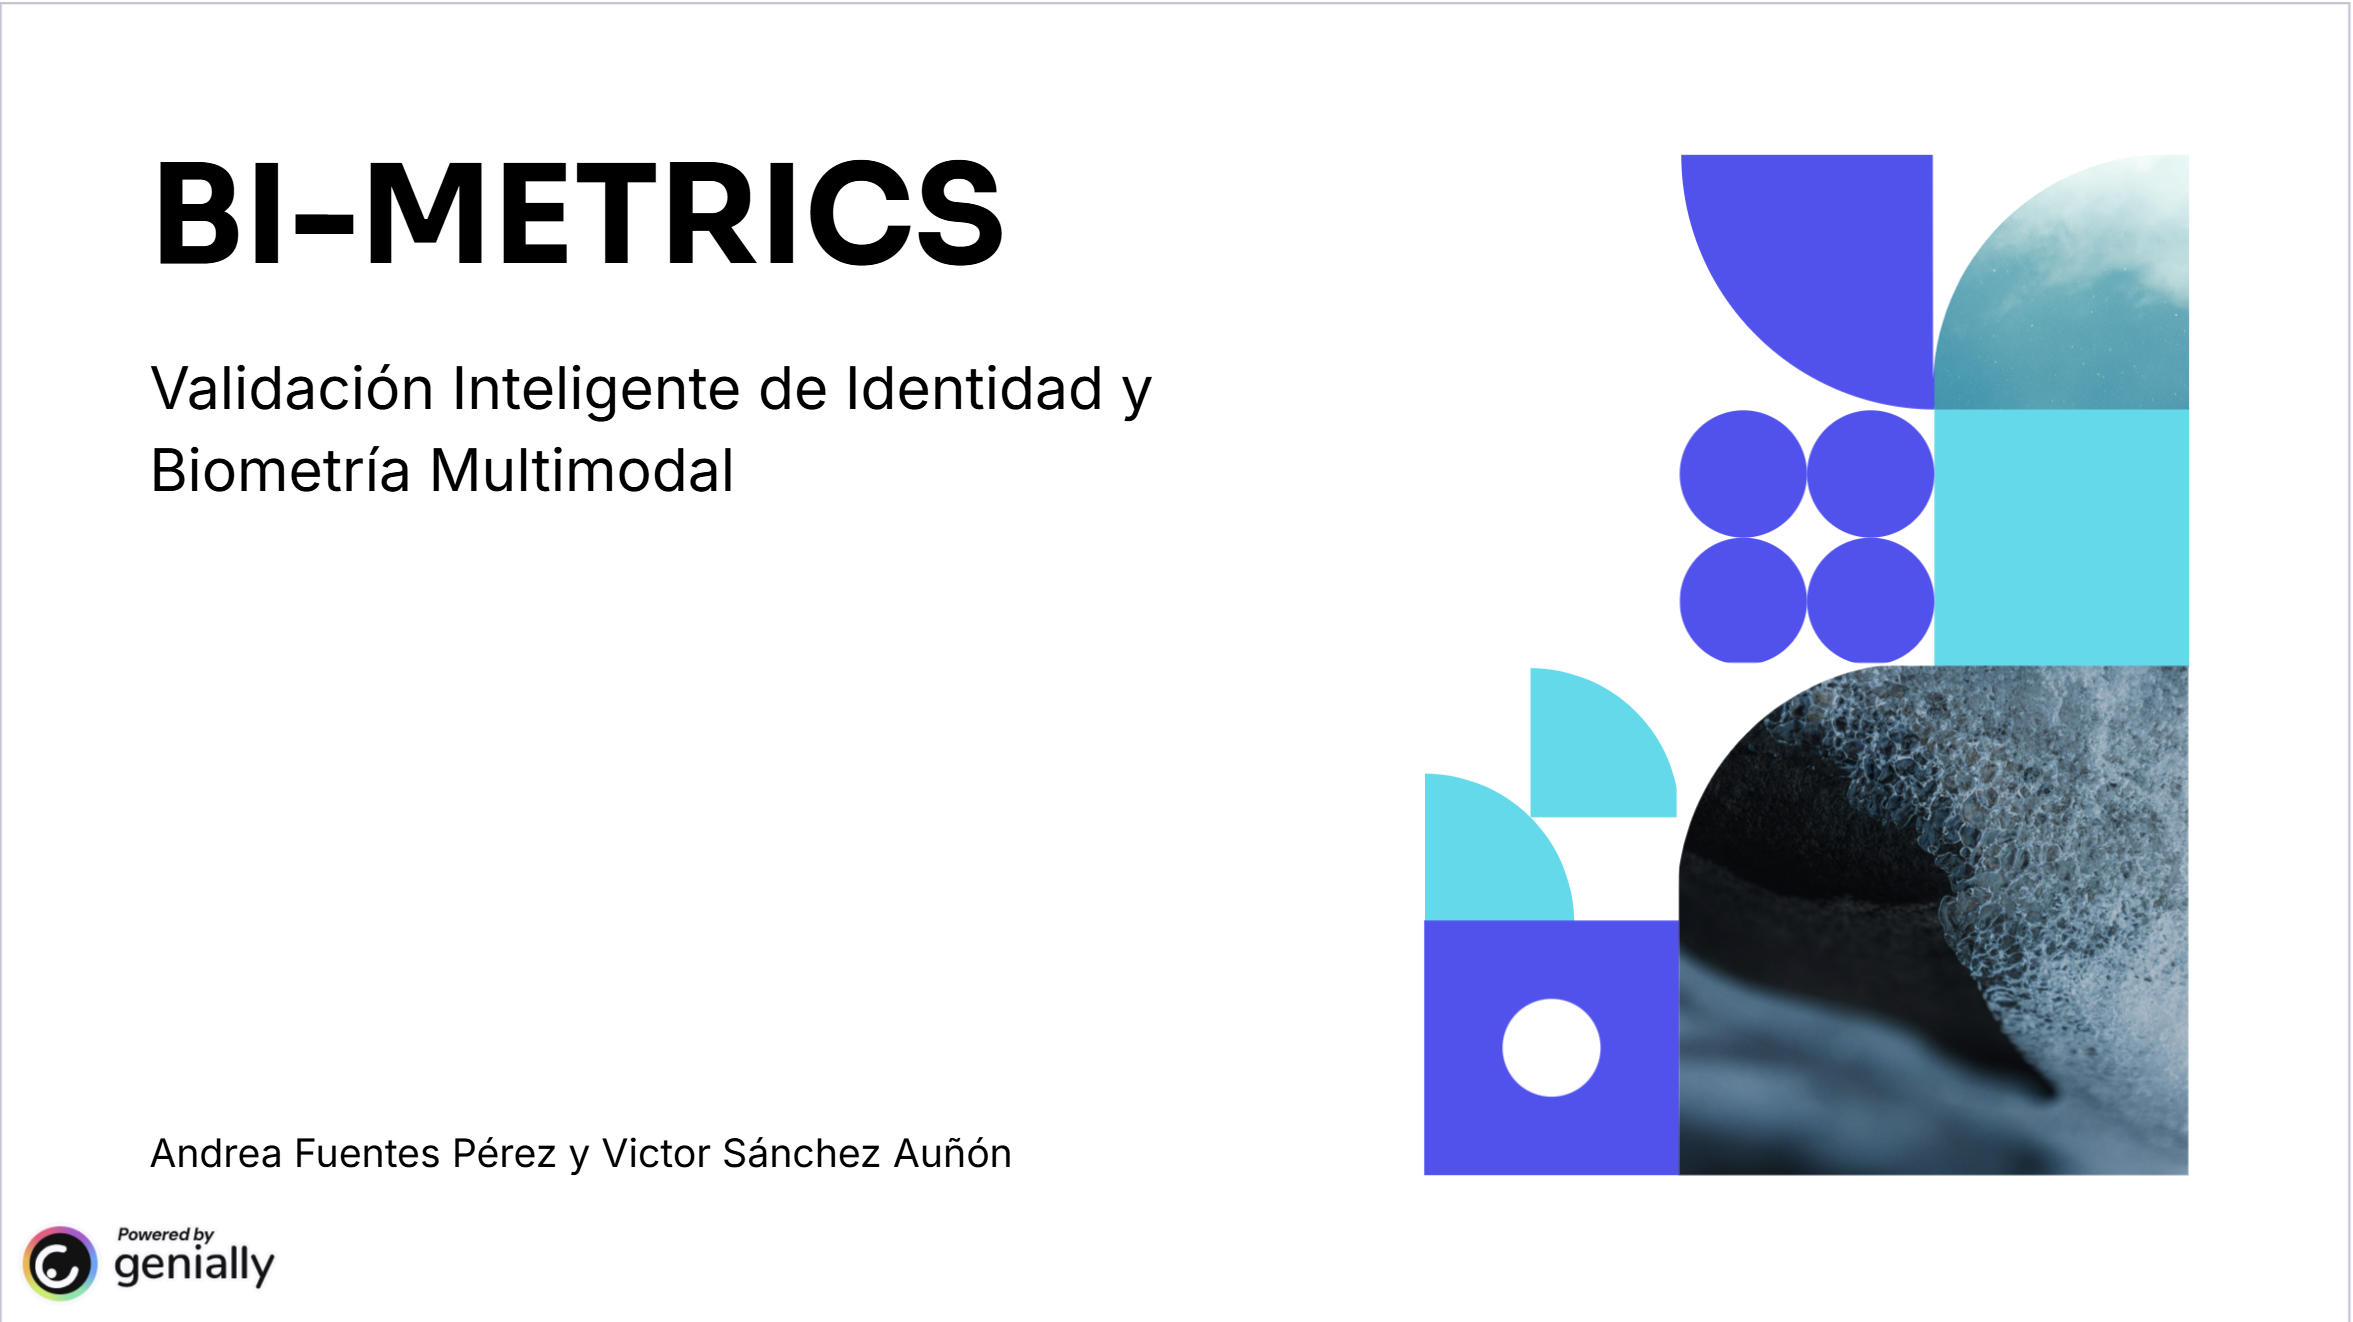 BI-METRICS
Validación Inteligente de Identidad y
Biometría Multimodal
Andrea Fuentes Pérez y Victor Sánchez Auñón
Powered by
genially